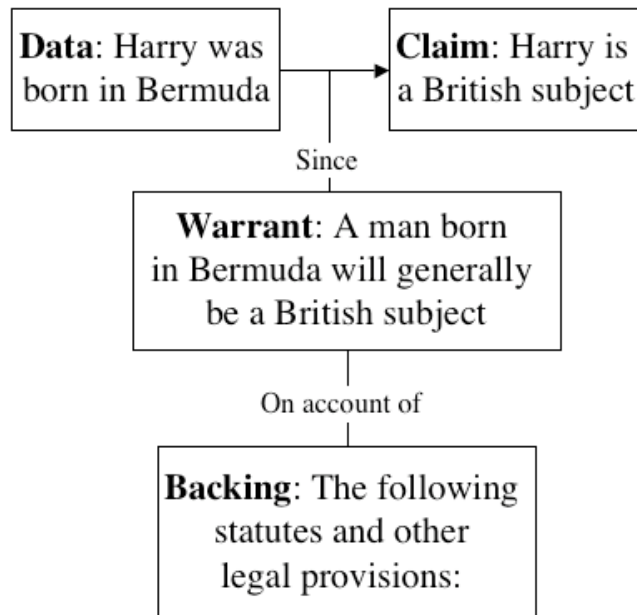 Data: Harry was
born in Bermuda
Claim: Harry is
a British subject
Since
Warrant: A man born
in Bermuda will generally
be a British subject
On account of
Backing: The following
statutes and other
legal provisions: